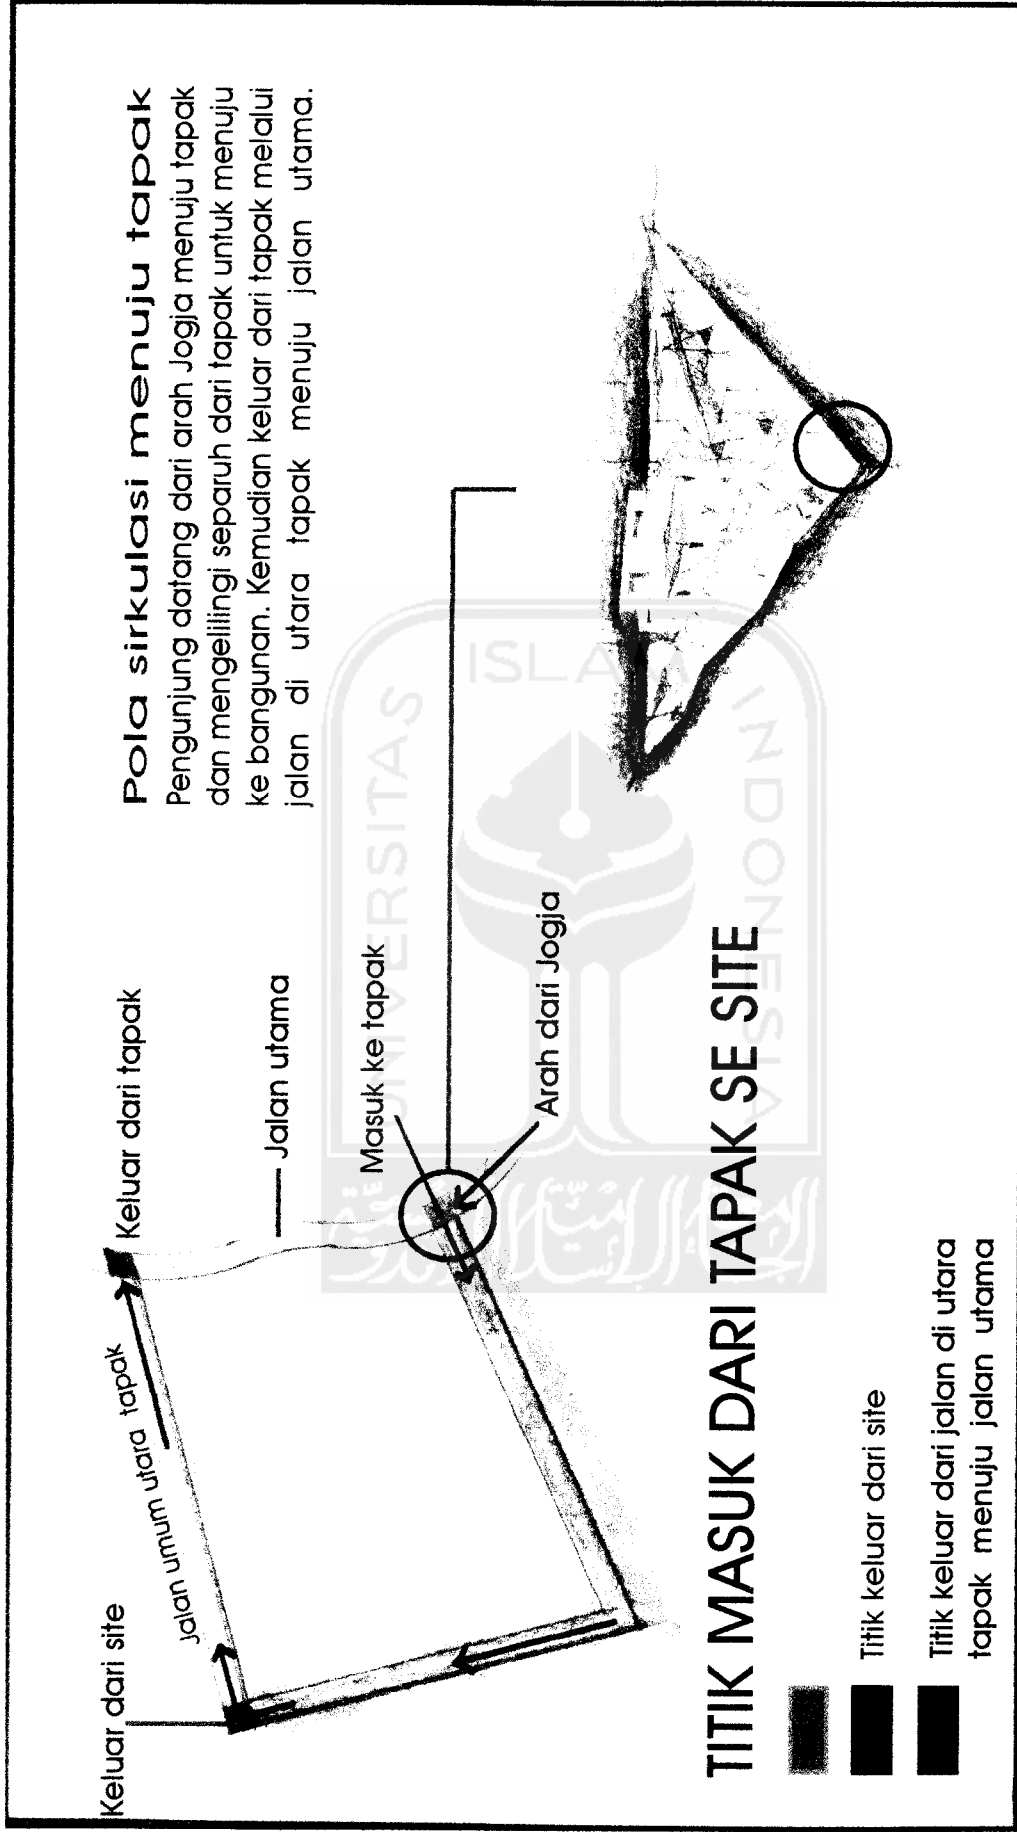 Pola sirkulasi menuju tapak
Pengunjung datang dari arah Jogja menuju tapak
dan mengelilingi separuh dari tapak untuk menuju
ke bangunan. Kemudian keluar dari tapak melalui
jalan di utara tapak menuju jalan utama.
Keluar dari site
jalan umum utara tapak
Keluar dari tapak
Jalan utama
Masuk ke tapak
Arah dari Jogja
TITIK MASUK DARI TAPAK SE SITE
Titik keluar dari site
Titik keluar dari jalan di utara
tapak menuju jalan utama
UNIVERSITAS
ISLAM
INDONESIA